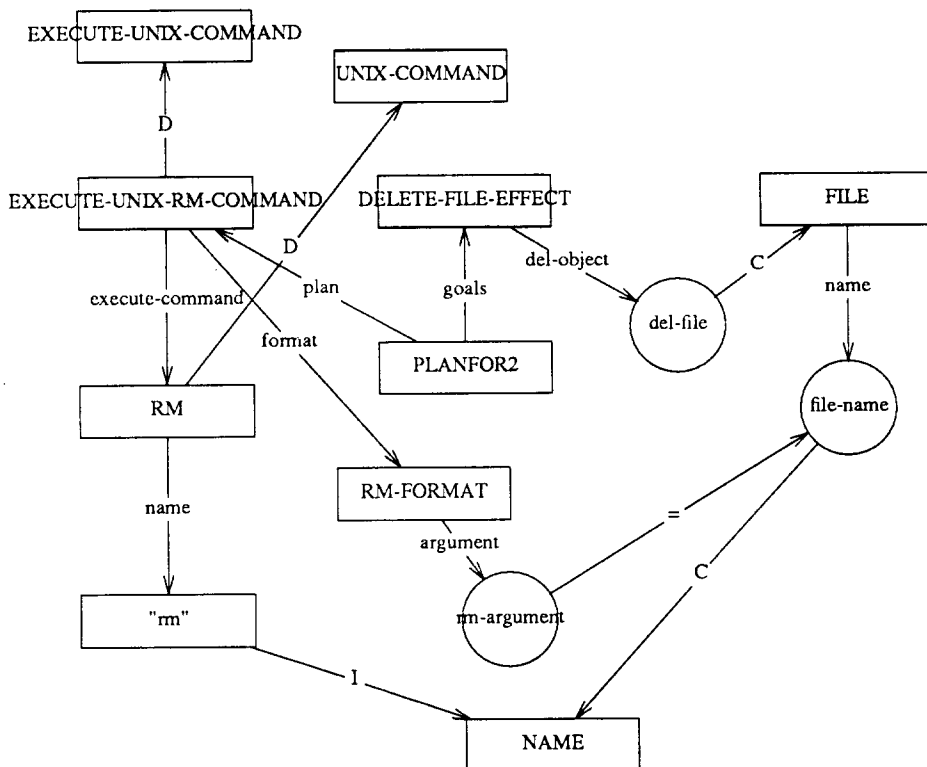 EXECUTE-UNIX-COMMAND
UNIX-COMMAND
D
EXECUTE-UNIX-RM-COMMAND
DELETE-FILE-EFFECT
FILE
D
del-object
C
execute-command
plan
goals
name
format
del-file
PLANFOR2
RM
file-name
RM-FORMAT
name
argument
=
C
"rm"
rm-argument
I
NAME